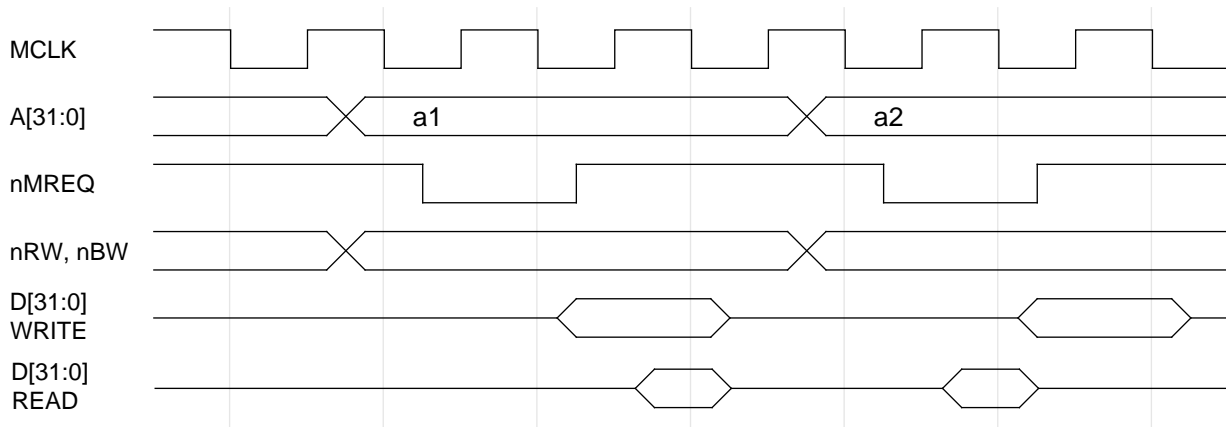 MCLK
A[31:0]
a1
a2
nMREQ
nRW, nBW
D[31:0]
WRITE
D[31:0]
READ